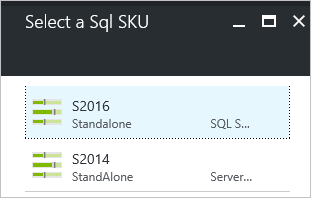 Select a Sql SKU
S2016
Standalone SQL S...
S2014
StandAlone Server...